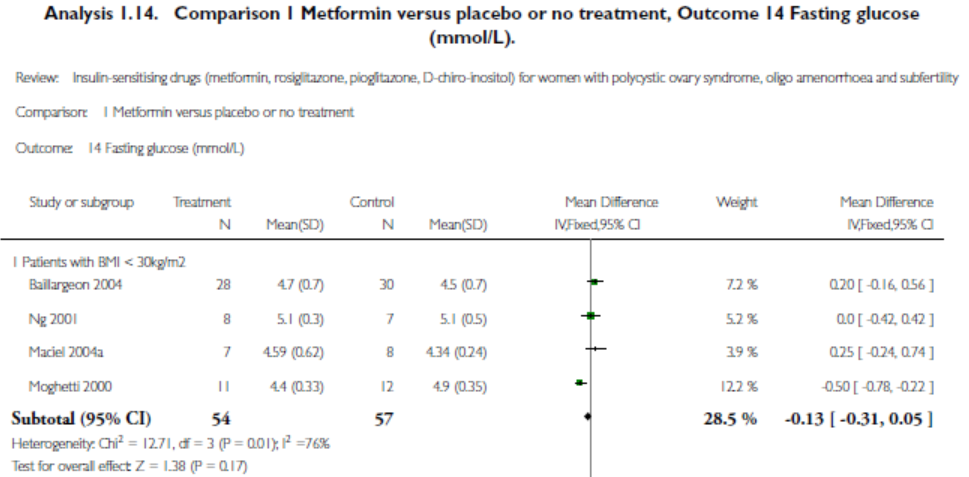 Analysis 1.14. Comparison 1 Metformin versus placebo or no treatment, Outcome 14 Fasting glucose
(mmol/L).
Review: Insulin-sensitising drugs (metformin, rosiglitazone, pioglitazone, D-chiro-inositol) for women with polycystic ovary syndrome, oligo amenorrhoea and subfertility
Comparison: 1 Metformin versus placebo or no treatment
Outcome: 14 Fasting glucose (mmol/L)
Study or subgroup Treatment Control Mean Difference Weight Mean Difference
N Mean(SD) N Mean(SD) IV,Fixed,95% CI IV,Fixed,95% CI
1 Patients with BMI < 30kg/m2
Baillargeon 2004 28 4.7 (0.7) 30 4.5 (0.7) 7.2 % 0.20 [ -0.16, 0.56 ]
Ng 2001 8 5.1 (0.3) 7 5.1 (0.5) 5.2 % 0.0 [ -0.42, 0.42 ]
Maciel 2004a 7 4.59 (0.62) 8 4.34 (0.24) 3.9 % 0.25 [ -0.24, 0.74 ]
Moghetti 2000 11 4.4 (0.33) 12 4.9 (0.35) 12.2 % -0.50 [ -0.78, -0.22 ]
Subtotal (95% CI) 54 57 28.5 % -0.13 [ -0.31, 0.05 ]
Heterogeneity: Chi² = 12.71, df = 3 (P = 0.01); I² =76%
Test for overall effect: Z = 1.38 (P = 0.17)